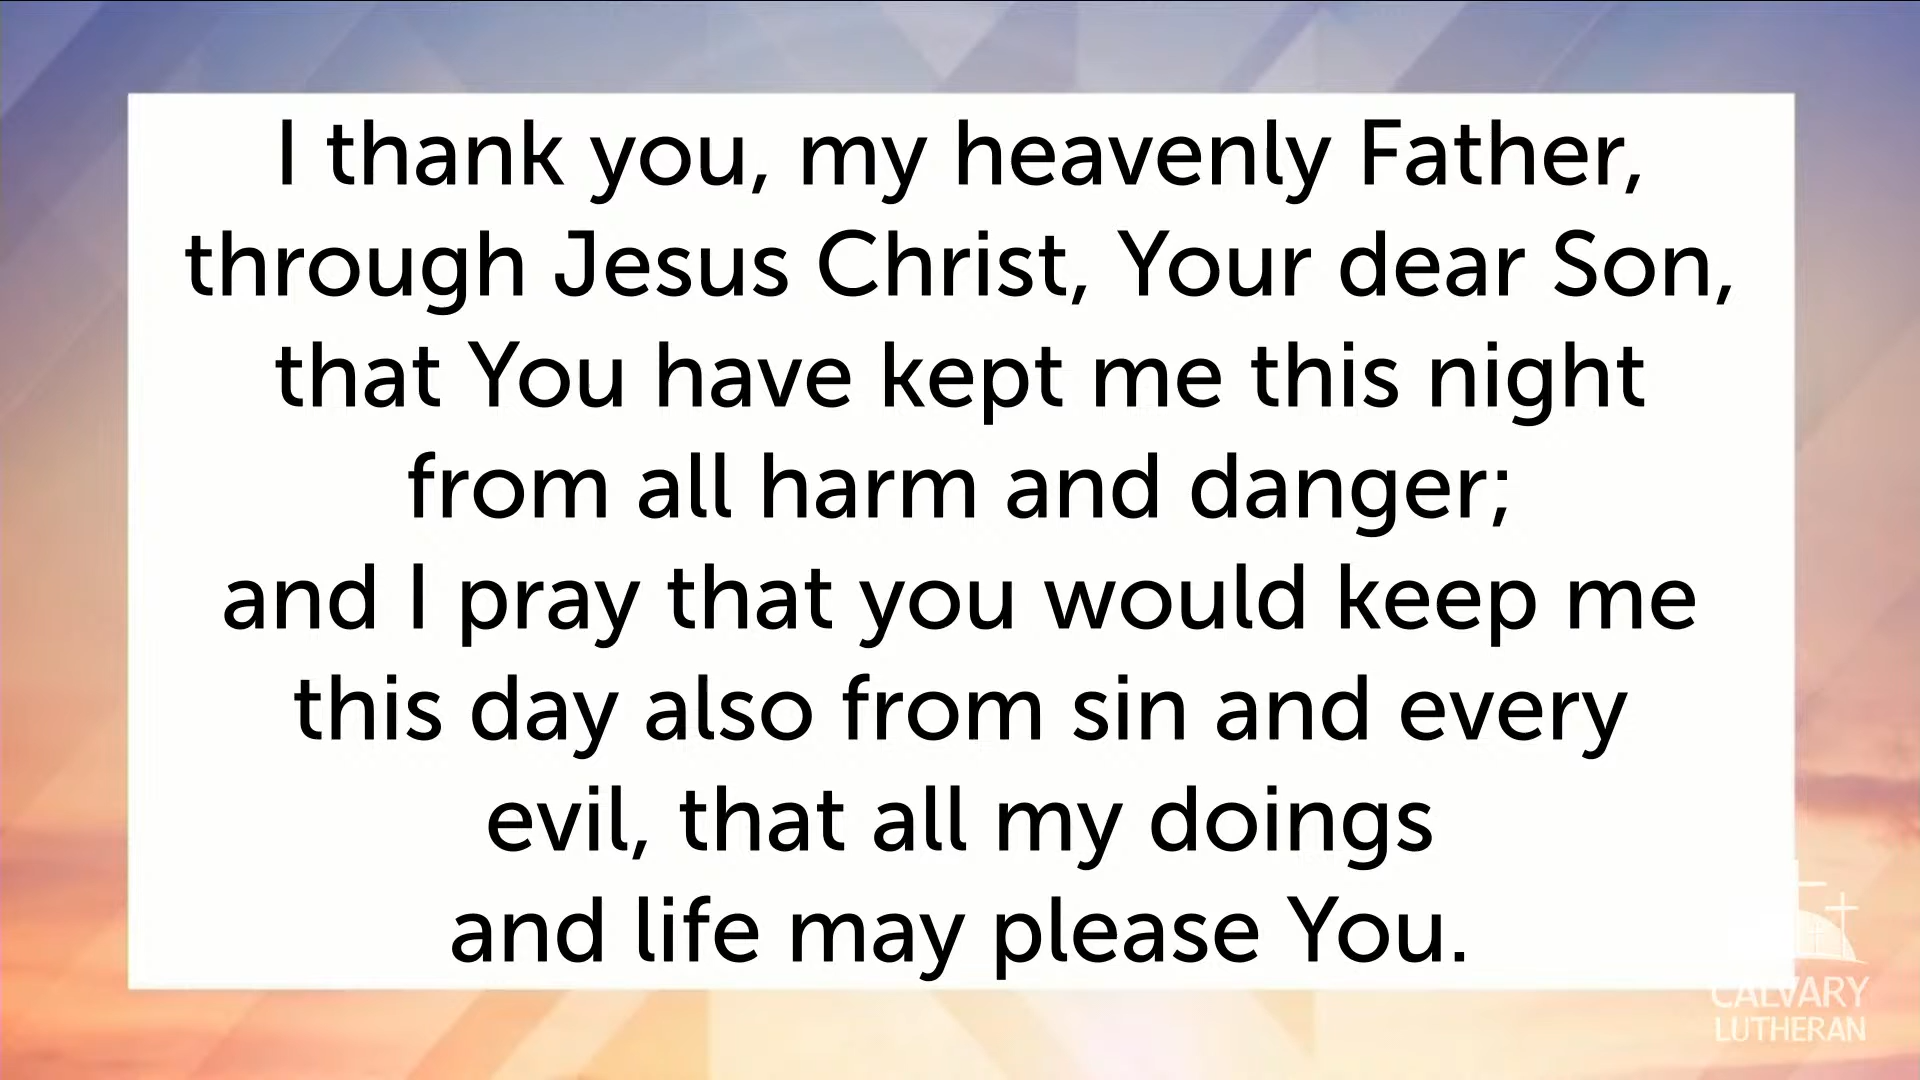 I thank you, my heavenly Father,
through Jesus Christ, Your dear Son,
that You have kept me this night
from all harm and danger;
and I pray that you would keep me
this day also from sin and every
evil, that all my doings
and life may please You.
CALVARY
LUTHERAN